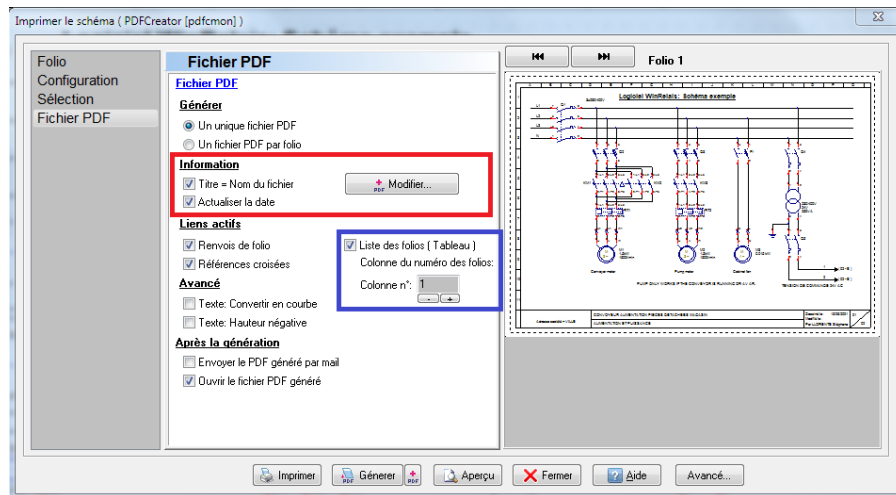 Imprimer le schéma ( PDFCreator [pdfcmon] )
Folio
Configuration
Sélection
Fichier PDF
Fichier PDF
Fichier PDF
Générer
Un unique fichier PDF
Un fichier PDF par folio
Information
Titre = Nom du fichier
Modifier...
Actualiser la date
Liens actifs
Renvois de folio
Références croisées
Liste des folios ( Tableau )
Colonne du numéro des folios:
Colonne n°: 1
Avancé
Texte: Convertir en courbe
Texte: Hauteur négative
Après la génération
Envoyer le PDF généré par mail
Ouvrir le fichier PDF généré
Folio 1
Logiciel WinRelais: Schéma exemple
Imprimer
Génerer
Aperçu
Fermer
Aide
Avancé...